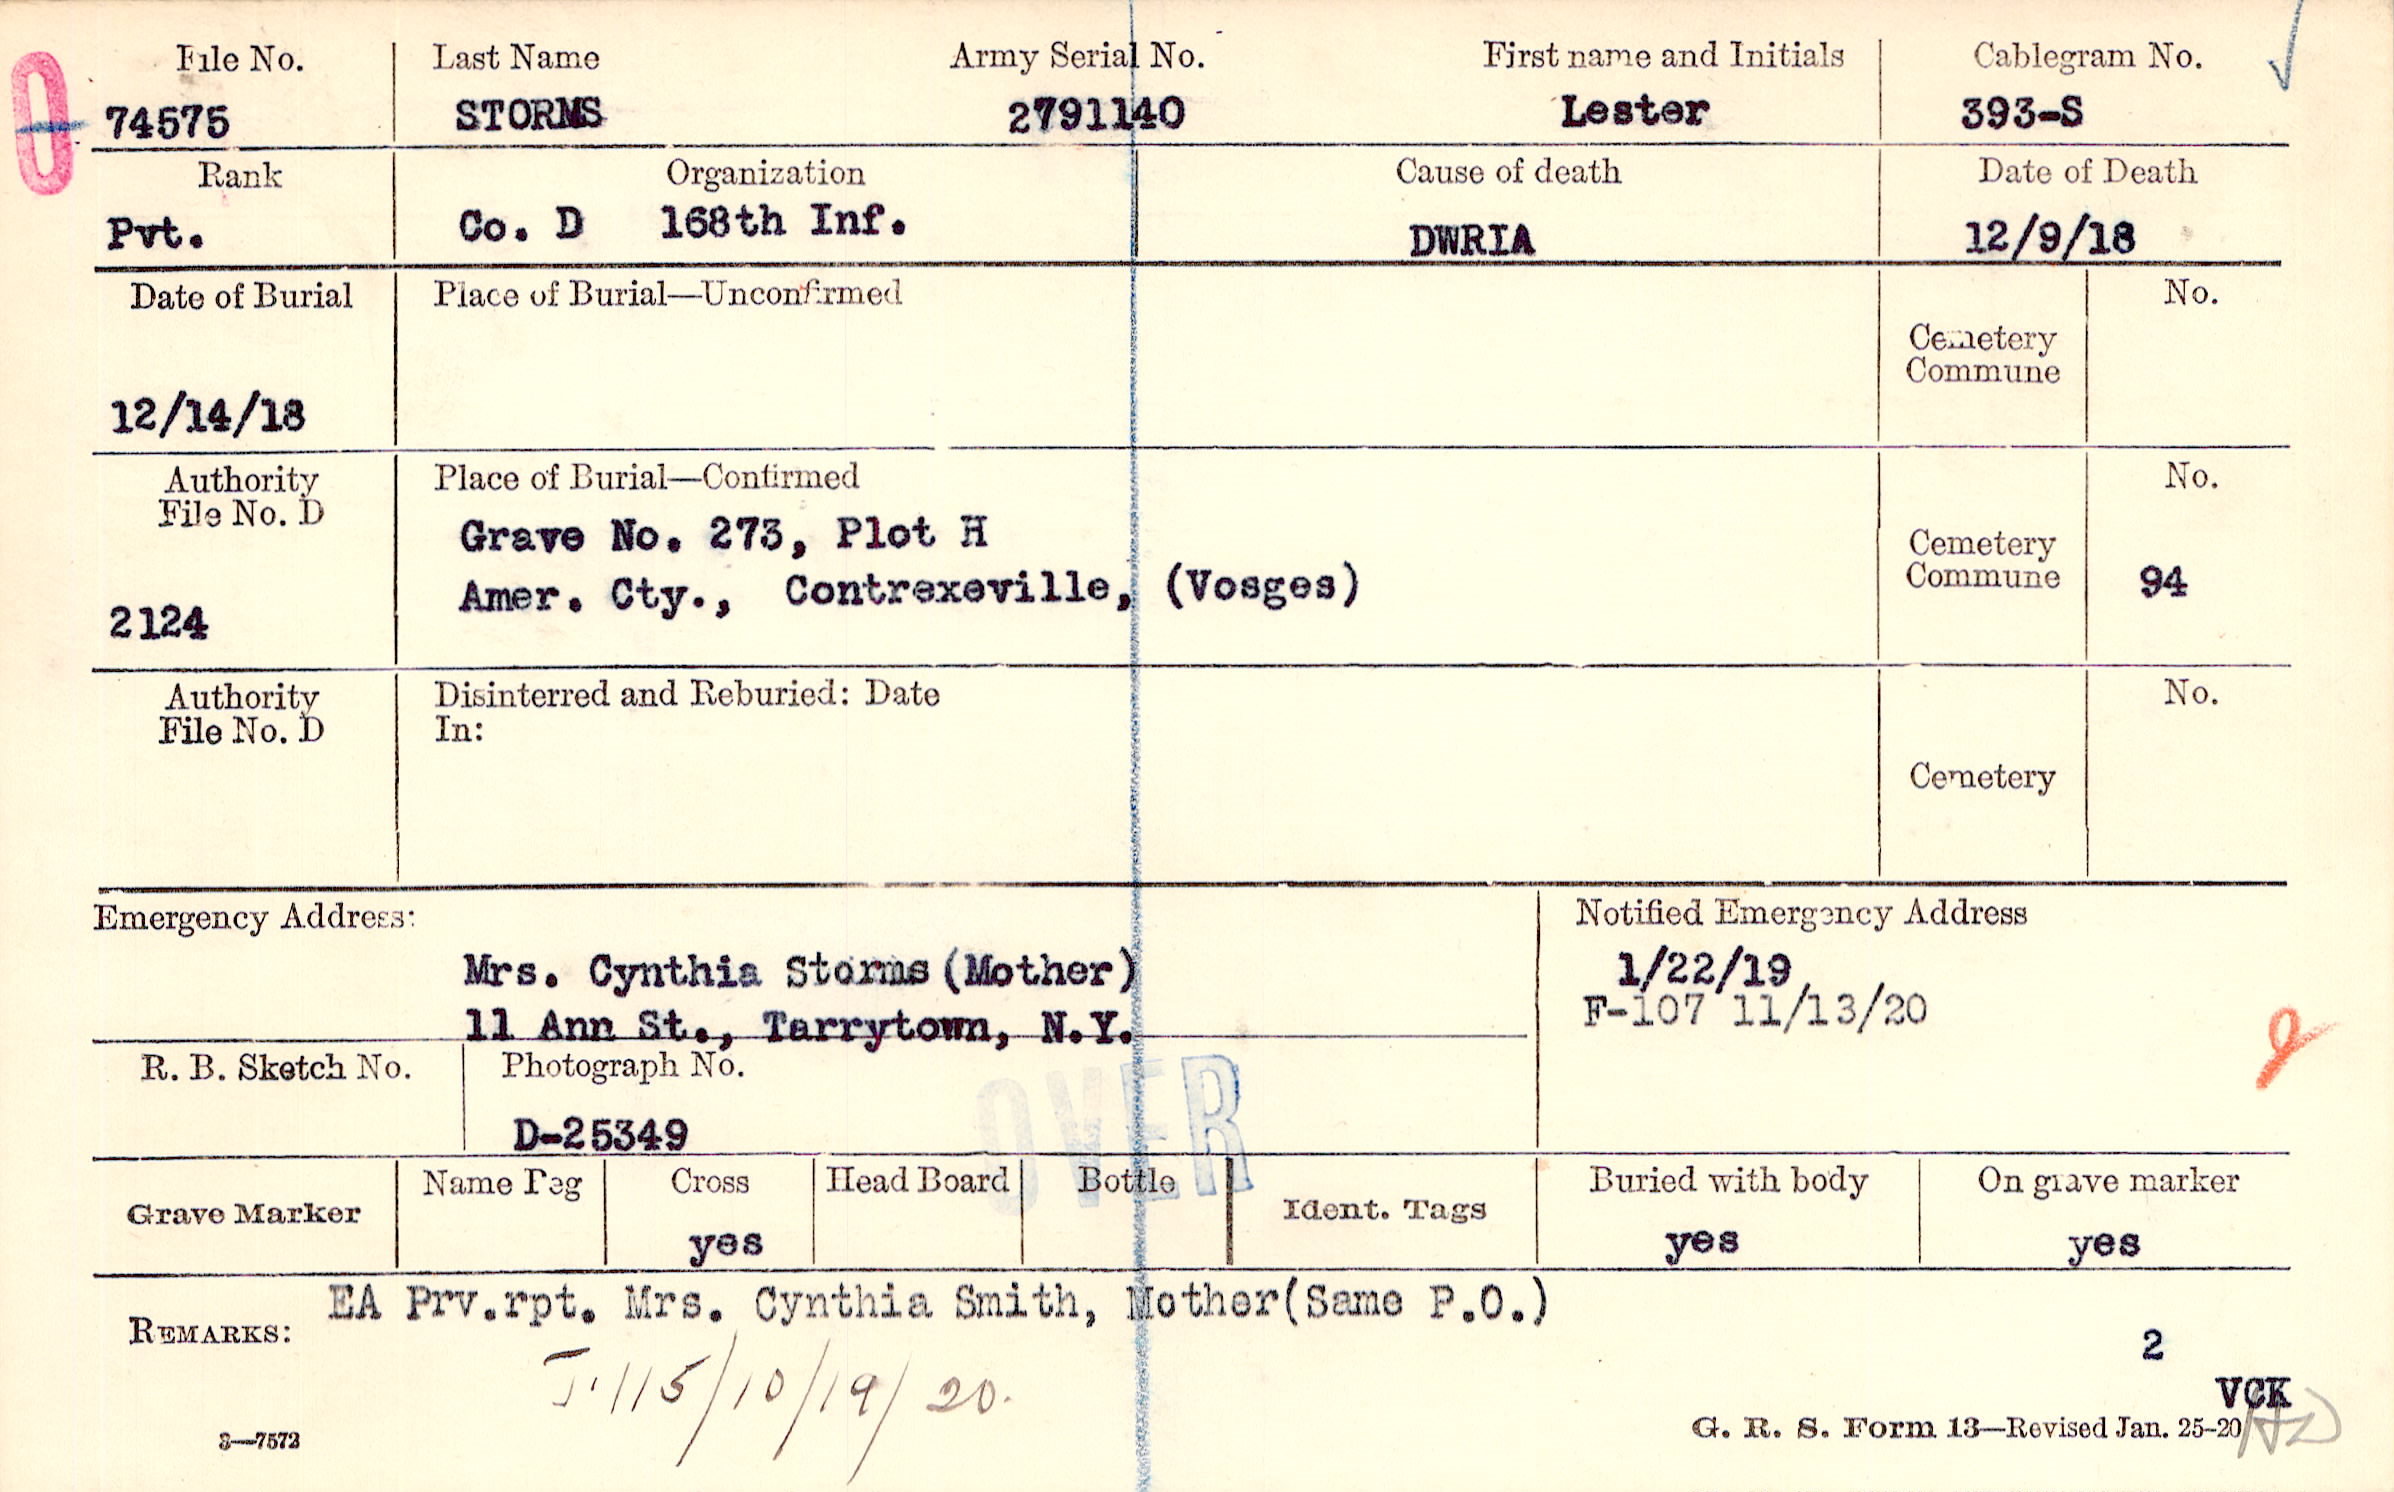 File No. Last Name Army Serial No. First name and Initials Cablegram No.
74575 STORMS 2791140 Lester 393-S
Rank Organization Cause of death Date of Death
Pvt. Co. D 168th Inf. DWRIA 12/9/18
Date of Burial Place of Burial—Unconfirmed No.
Cemetery
Commune
12/14/18
Authority Place of Burial—Confirmed No.
File No. D
Grave No. 273, Plot H
Cemetery
Commune 94
Amer. Cty., Contrexeville, (Vosges)
2124
Authority Disinterred and Reburied: Date No.
File No. D In:
Cemetery
Emergency Address: Notified Emergency Address
Mrs. Cynthia Storms (Mother) 1/22/19
11 Ann St., Tarrytown, N.Y. F-107 11/13/20
R. B. Sketch No. Photograph No.
OVER
D-25349
Grave Marker Name Peg Cross Head Board Bottle Ident. Tags Buried with body On grave marker
yes yes yes
EA Prv.rpt. Mrs. Cynthia Smith, Mother(Same P.O.)
REMARKS:
2
115/10/19/20.
VCK
3—7572 G. R. S. Form 13—Revised Jan. 25-20